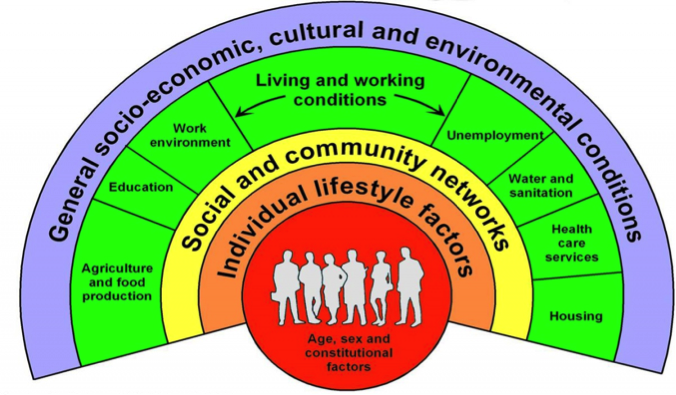 General socio-economic, cultural and environmental conditions
Living and working
conditions
Work
environment
Unemployment
Education
Water and
sanitation
Agriculture
and food
production
Health
care
services
Housing
Social and community networks
Individual lifestyle factors
Age, sex and
constitutional
factors